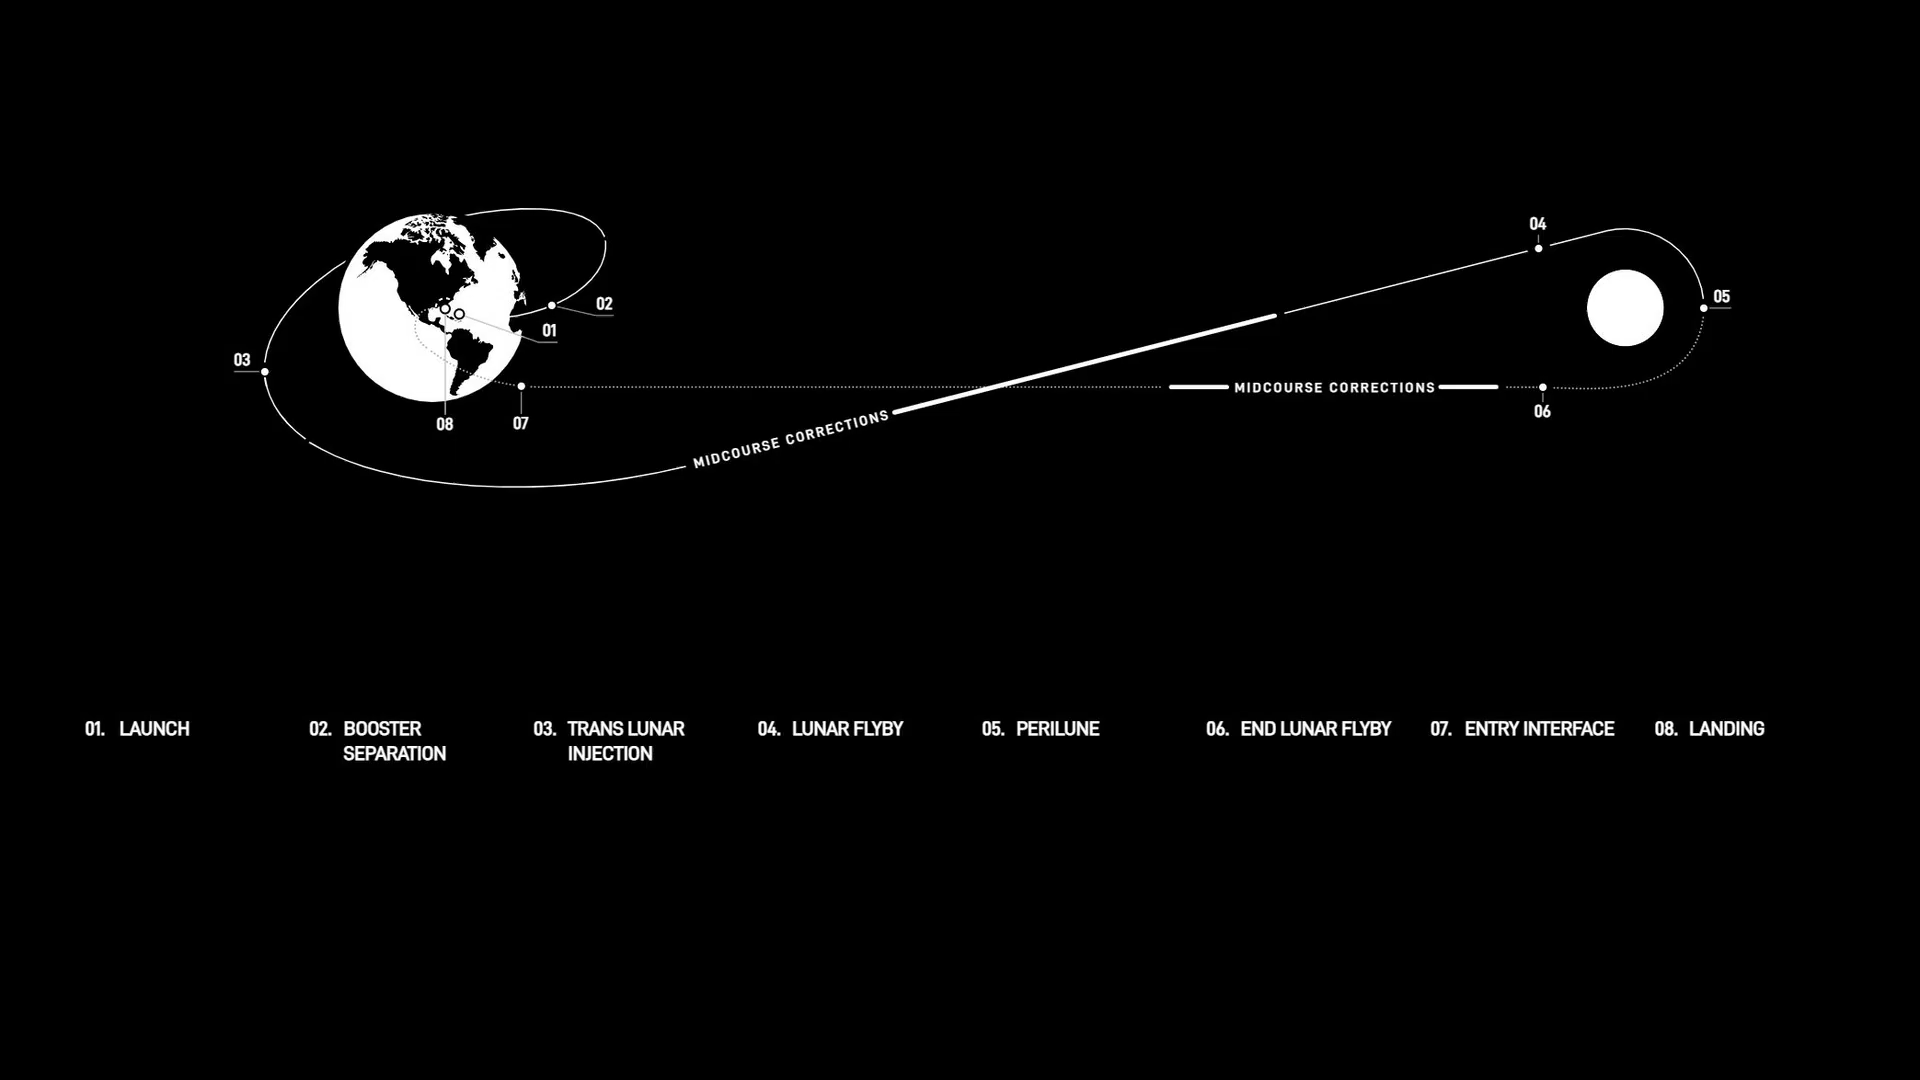 04
05
02
01
03
MIDCOURSE CORRECTIONS
06
08
07
MIDCOURSE CORRECTIONS
01. LAUNCH
02. BOOSTER
SEPARATION
03. TRANS LUNAR
INJECTION
04. LUNAR FLYBY
05. PERILUNE
06. END LUNAR FLYBY
07. ENTRY INTERFACE
08. LANDING